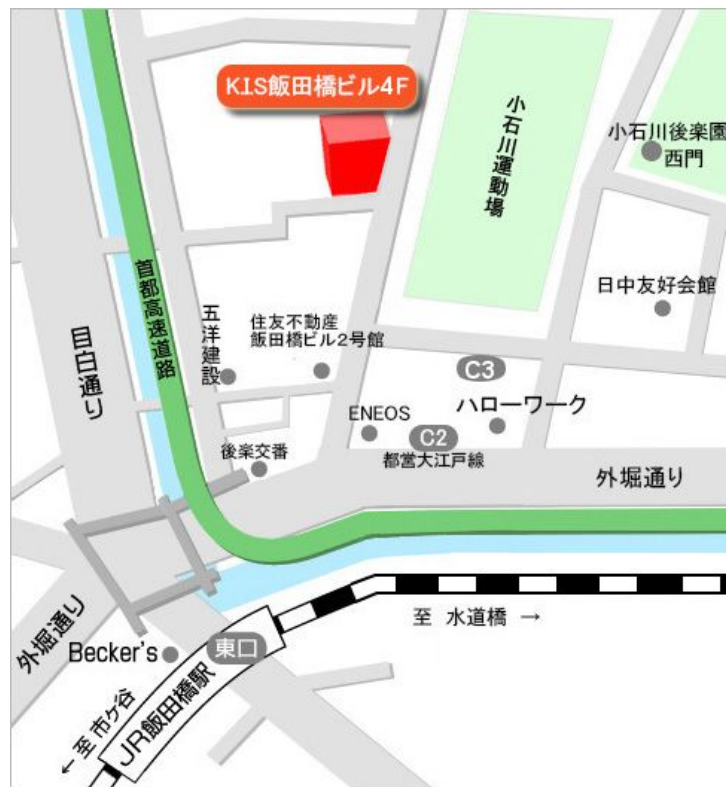 KIS飯田橋ビル4F
小石川運動場
小石川後楽園
西門
日中友好会館
首都高速道路
目白通り
五洋建設
住友不動産
飯田橋ビル2号館
C3
ENEOS
ハローワーク
C2
都営大江戸線
後楽交番
外堀通り
至 水道橋 →
外堀通り
Becker's
東口
JR飯田橋駅
← 至 市ヶ谷